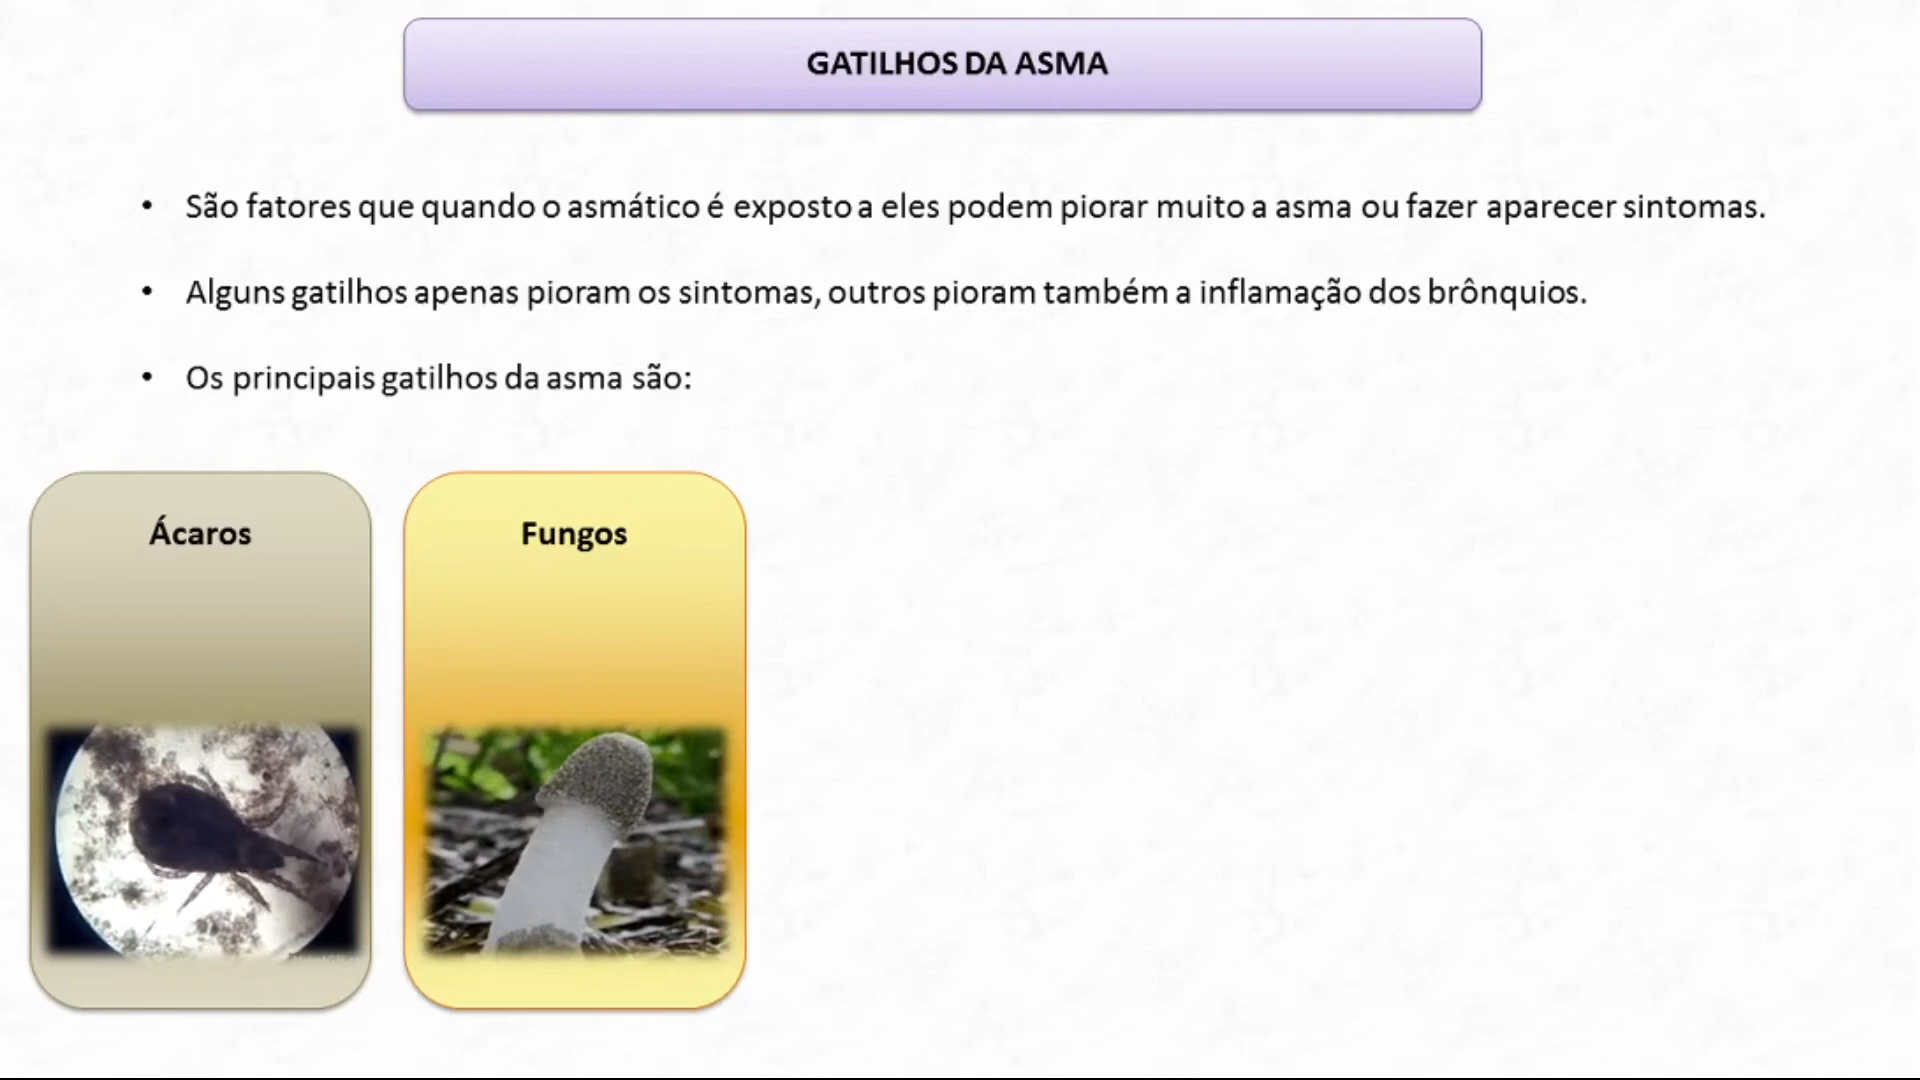 GATILHOS DA ASMA
• São fatores que quando o asmático é exposto a eles podem piorar muito a asma ou fazer aparecer sintomas.
• Alguns gatilhos apenas pioram os sintomas, outros pioram também a inflamação dos brônquios.
• Os principais gatilhos da asma são:
Ácaros
Fungos